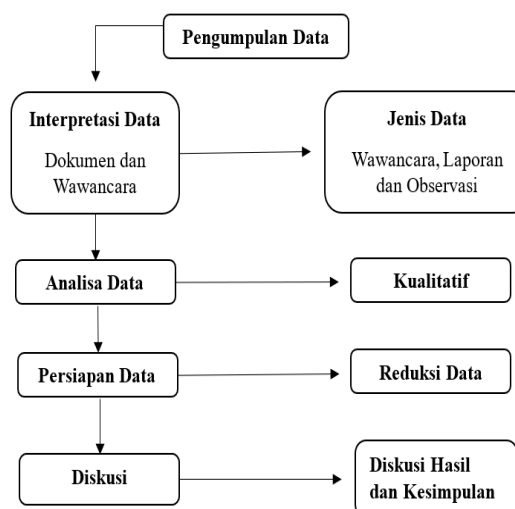 Pengumpulan Data
Interpretasi Data
Dokumen dan
Wawancara
Jenis Data
Wawancara, Laporan
dan Observasi
Analisa Data
Kualitatif
Persiapan Data
Reduksi Data
Diskusi
Diskusi Hasil
dan Kesimpulan